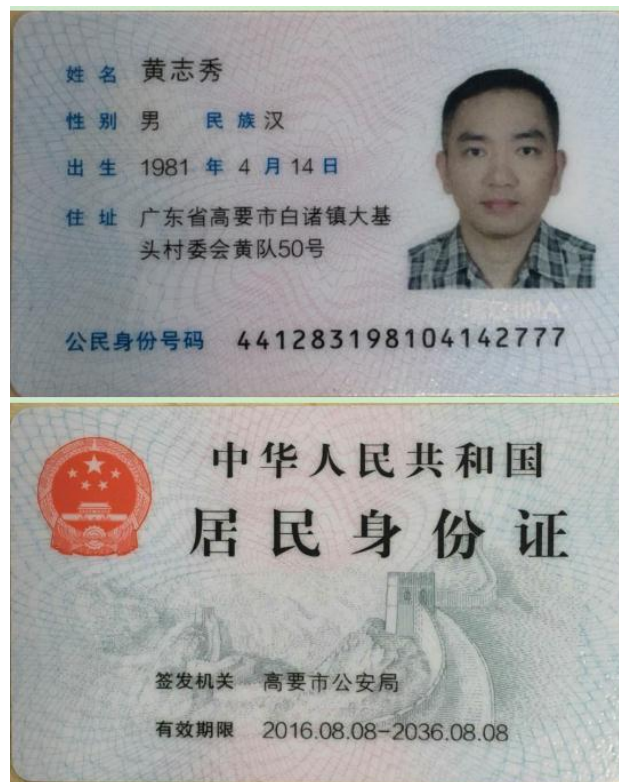 姓名 黄志秀
性别 男 民族 汉
出生 1981 年 4 月 14 日
住址 广东省高要市白诸镇大基
头村委会黄队50号
公民身份号码 441283198104142777
中华人民共和国
居民身份证
签发机关 高要市公安局
有效期限 2016.08.08-2036.08.08